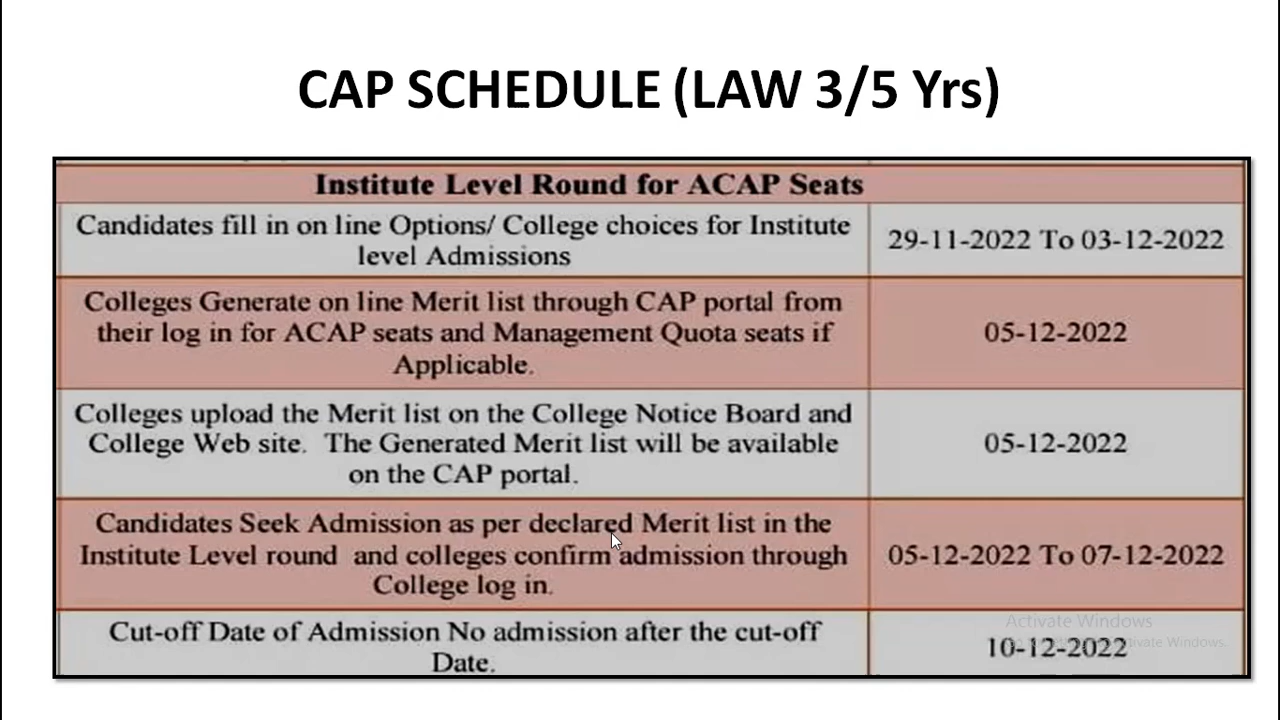 CAP SCHEDULE (LAW 3/5 Yrs)
Institute Level Round for ACAP Seats
Candidates fill in on line Options/ College choices for Institute
level Admissions
29-11-2022 To 03-12-2022
Colleges Generate on line Merit list through CAP portal from
their log in for ACAP seats and Management Quota seats if
Applicable.
05-12-2022
Colleges upload the Merit list on the College Notice Board and
College Web site. The Generated Merit list will be available
on the CAP portal.
05-12-2022
Candidates Seek Admission as per declared Merit list in the
Institute Level round and colleges confirm admission through
College log in.
05-12-2022 To 07-12-2022
Cut-off Date of Admission No admission after the cut-off
Date.
10-12-2022
Activate Windows